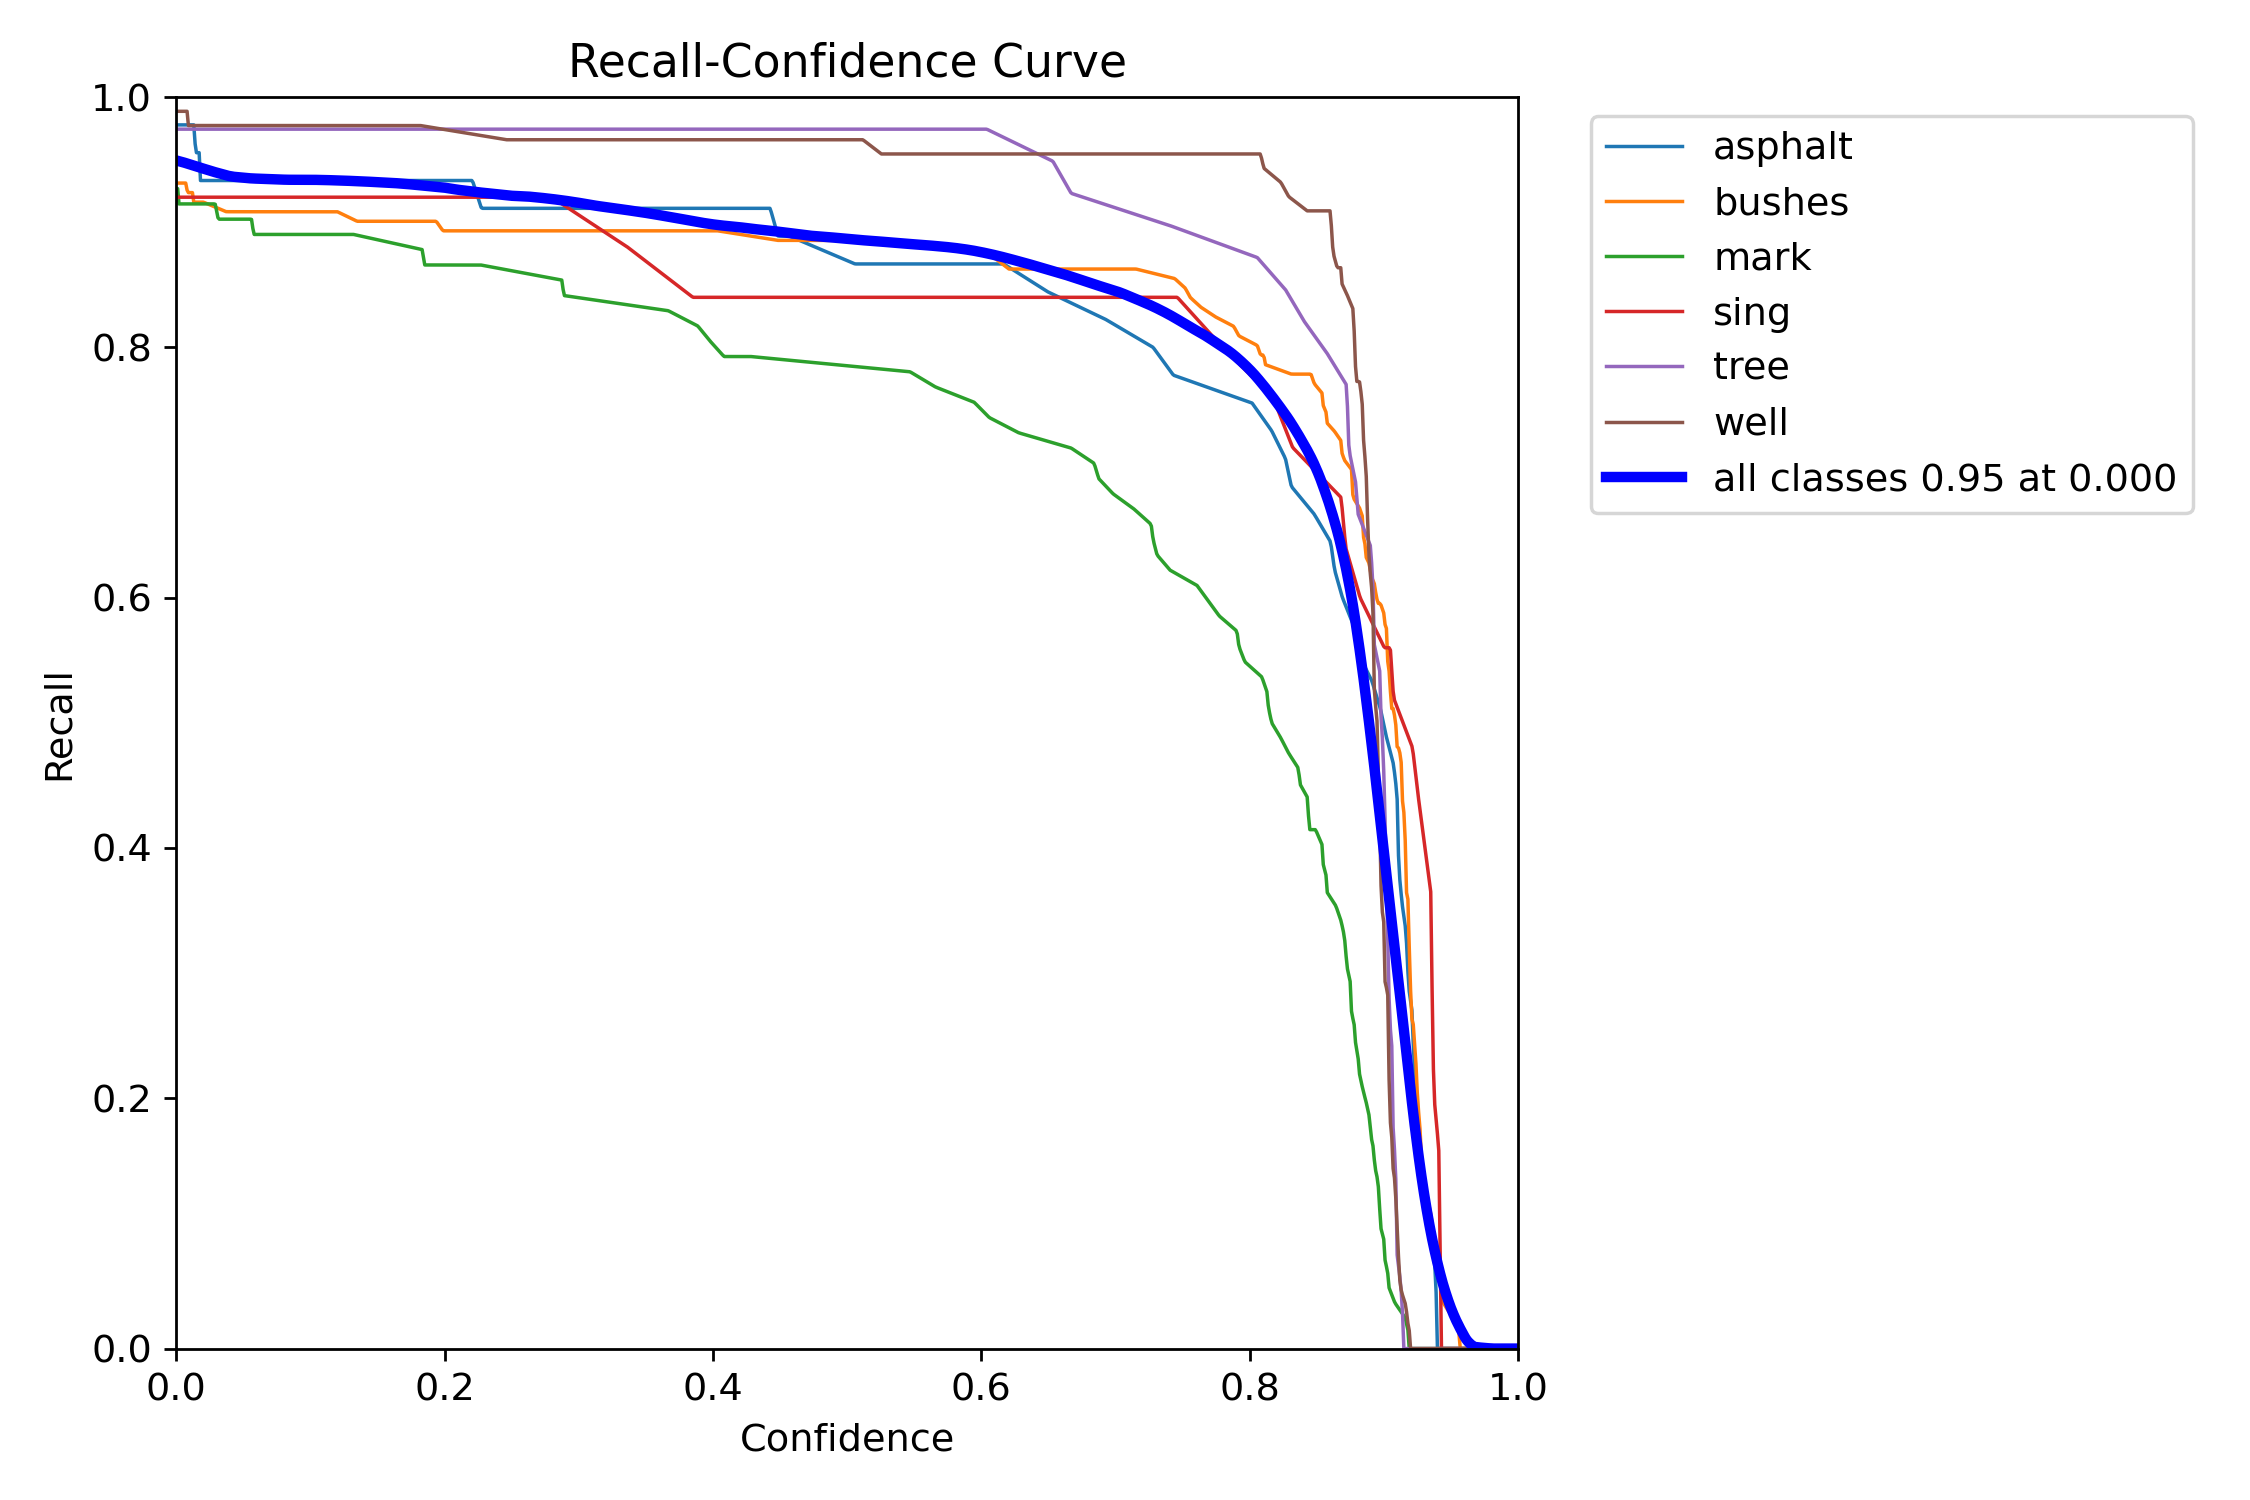 Recall-Confidence Curve
1.0
0.8
0.6
0.4
0.2
0.0
Recall
0.0 0.2 0.4 0.6 0.8 1.0
Confidence
asphalt
bushes
mark
sing
tree
well
all classes 0.95 at 0.000